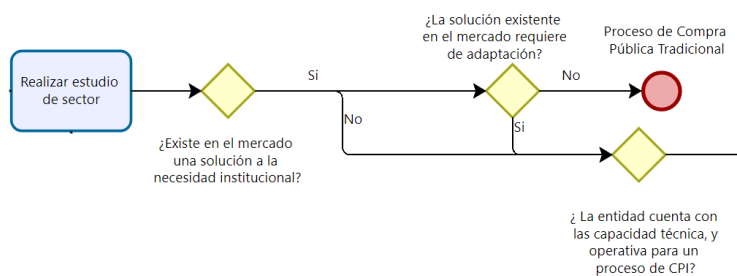 Realizar estudio
de sector
¿Existe en el mercado
una solución a la
necesidad institucional?
Si
No
¿La solución existente
en el mercado requiere
de adaptación?
No
Si
Proceso de Compra
Pública Tradicional
¿ La entidad cuenta con
las capacidad técnica, y
operativa para un
proceso de CPI?